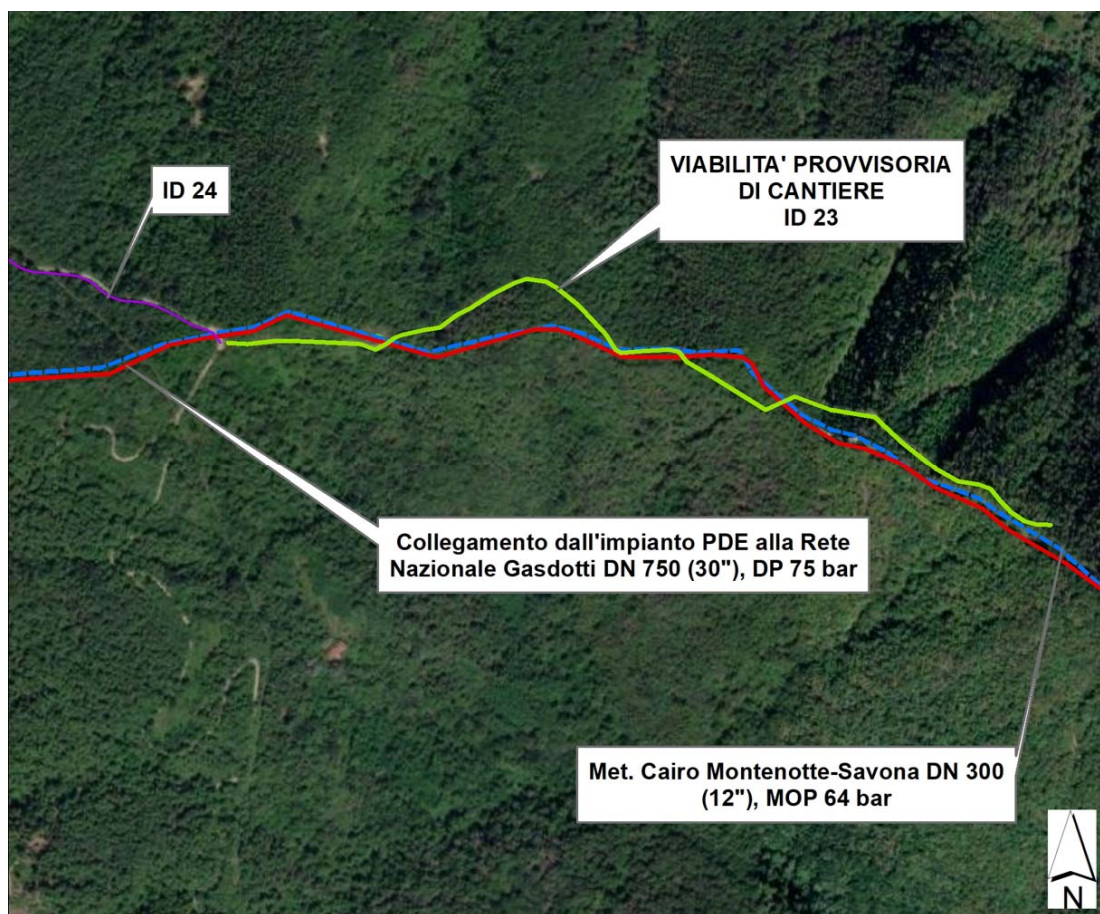 VIABILITA' PROVVISORIA
DI CANTIERE
ID 23
ID 24
Collegamento dall'impianto PDE alla Rete
Nazionale Gasdotti DN 750 (30"), DP 75 bar
Met. Cairo Montenotte-Savona DN 300
(12"), MOP 64 bar
N